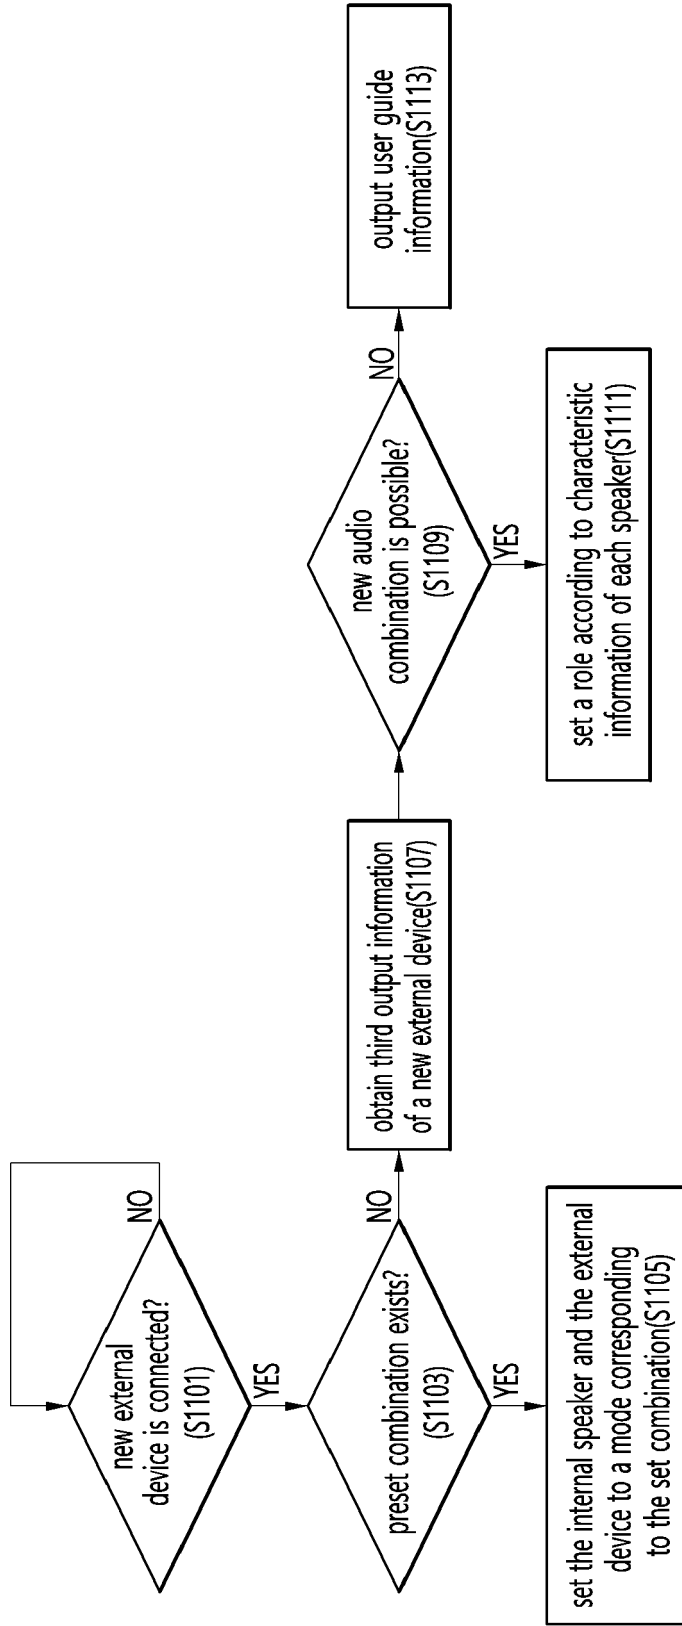 new external
device is connected?
(S1101)
NO
YES
preset combination exists?
(S1103)
NO
YES
set the internal speaker and the external
device to a mode corresponding
to the set combination(S1105)
obtain third output information
of a new external device(S1107)
new audio
combination is possible?
(S1109)
NO
YES
set a role according to characteristic
information of each speaker(S1111)
output user guide
information(S1113)